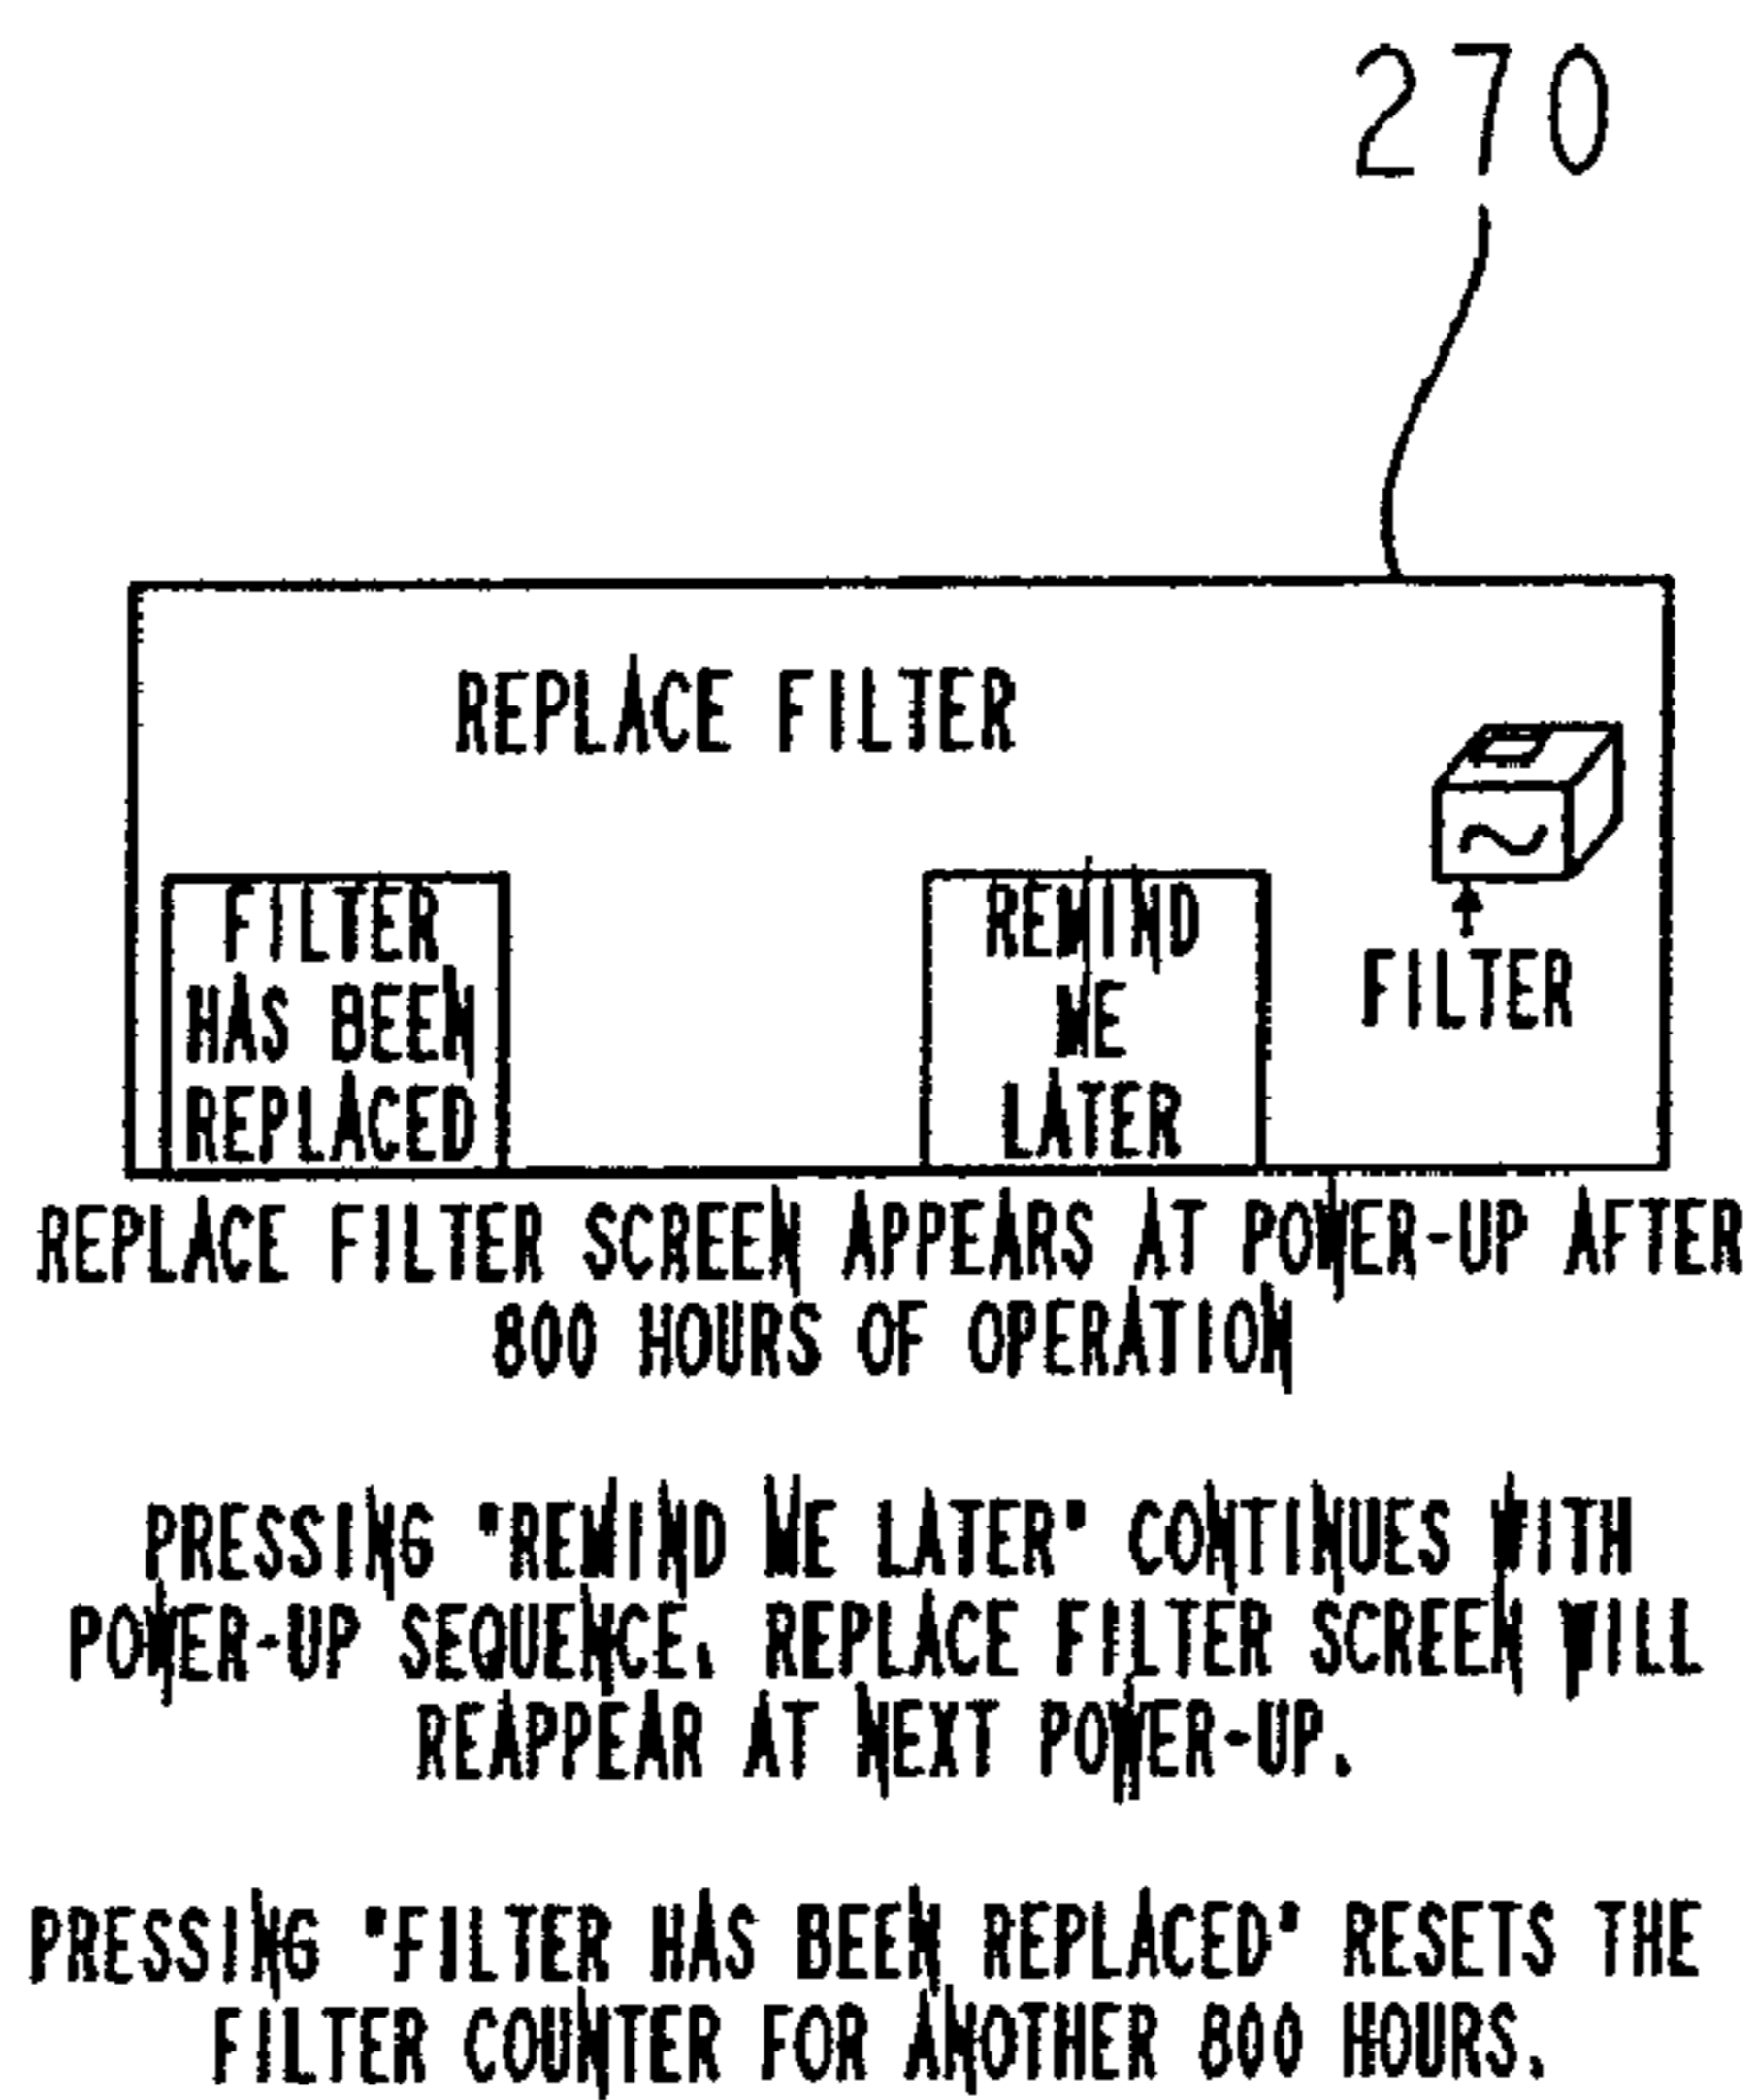 270
REPLACE FILTER
FILTER
HAS BEEN
REPLACED
REMIND
ME
LATER
FILTER
REPLACE FILTER SCREEN APPEARS AT POWER-UP AFTER
800 HOURS OF OPERATION
PRESSING "REMIND ME LATER" CONTINUES WITH
POWER-UP SEQUENCE. REPLACE FILTER SCREEN WILL
REAPPEAR AT NEXT POWER-UP.
PRESSING "FILTER HAS BEEN REPLACED" RESETS THE
FILTER COUNTER FOR ANOTHER 800 HOURS.